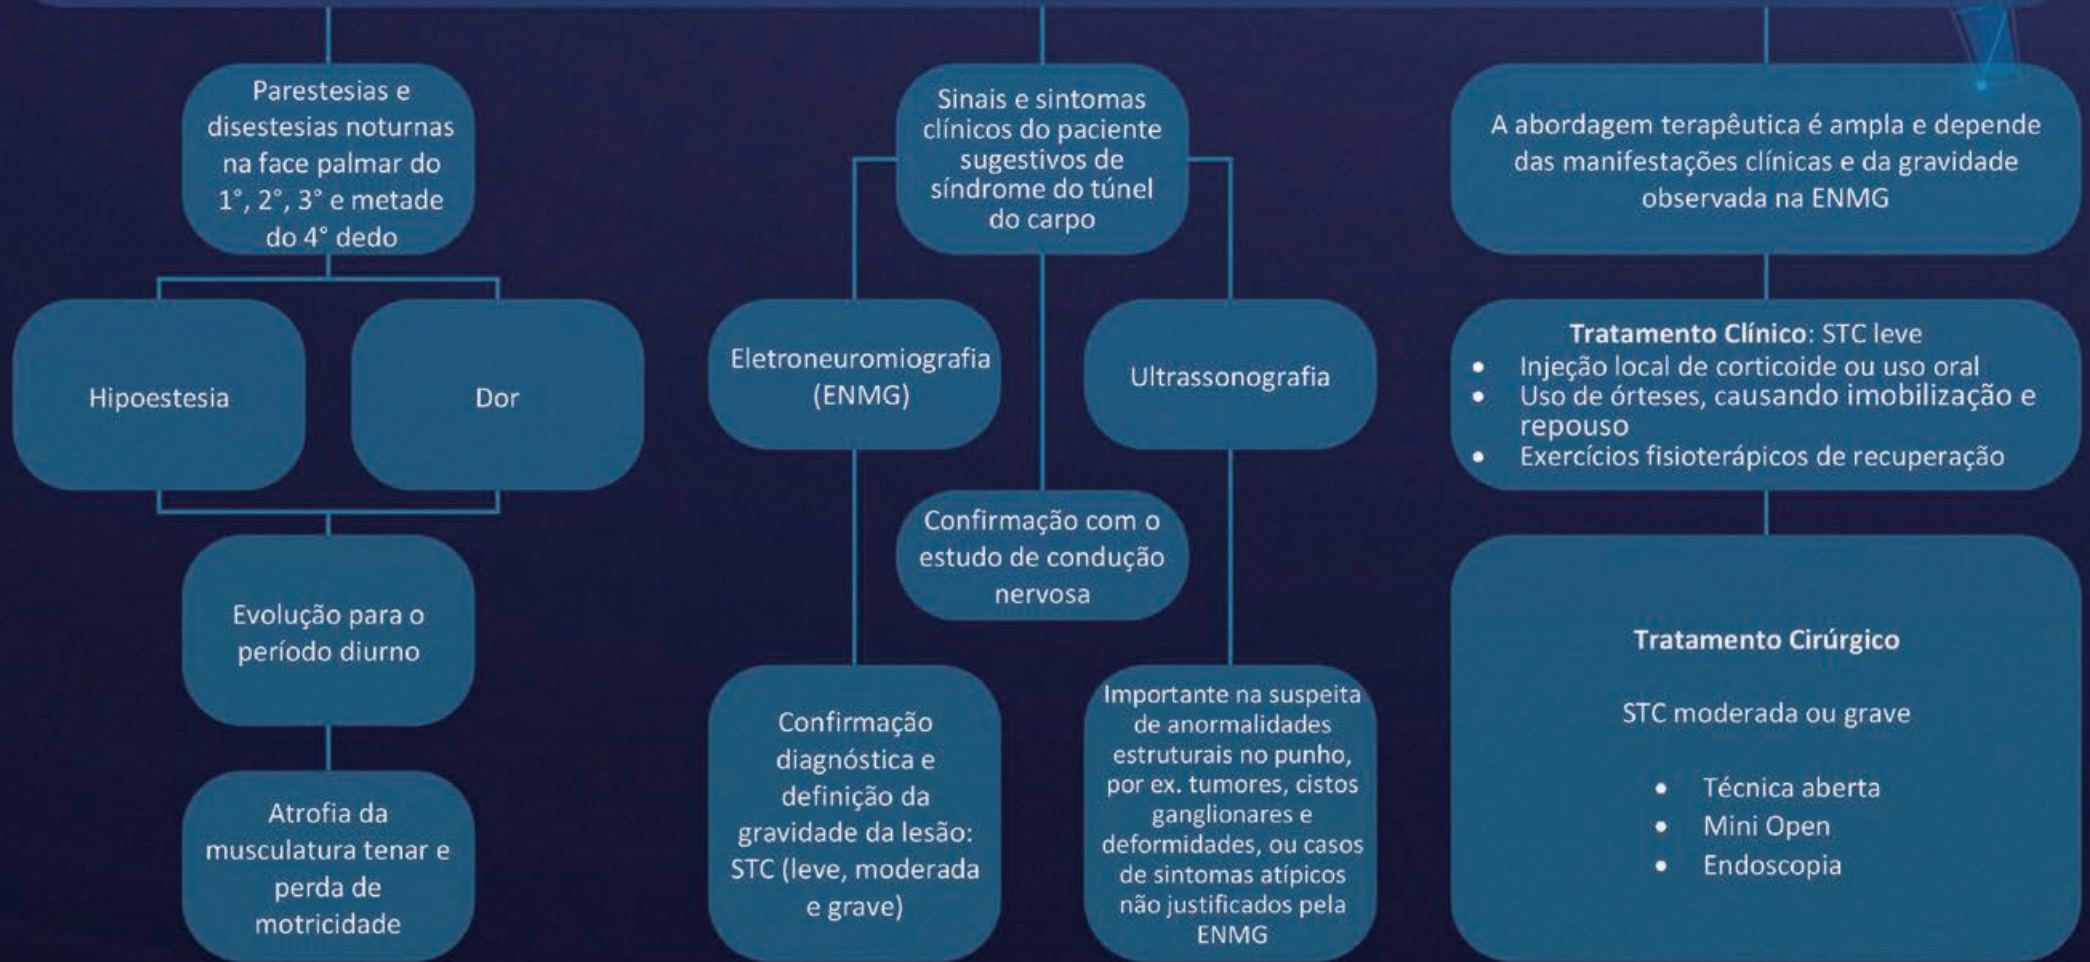 Parestesias e
disestesias noturnas
na face palmar do
1°, 2°, 3° e metade
do 4° dedo
Hipoestesia
Dor
Evolução para o
período diurno
Atrofia da
musculatura tenar e
perda de
motricidade
Sinais e sintomas
clínicos do paciente
sugestivos de
síndrome do túnel
do carpo
Eletroneuromiografia
(ENMG)
Ultrassonografia
Confirmação com o
estudo de condução
nervosa
Confirmação
diagnóstica e
definição da
gravidade da lesão:
STC (leve, moderada
e grave)
Importante na suspeita
de anormalidades
estruturais no punho,
por ex. tumores, cistos
ganglionares e
deformidades, ou casos
de sintomas atípicos
não justificados pela
ENMG
A abordagem terapêutica é ampla e depende
das manifestações clínicas e da gravidade
observada na ENMG
Tratamento Clínico: STC leve
• Injeção local de corticoide ou uso oral
• Uso de órteses, causando imobilização e
repouso
• Exercícios fisioterápicos de recuperação
Tratamento Cirúrgico
STC moderada ou grave
• Técnica aberta
• Mini Open
• Endoscopia